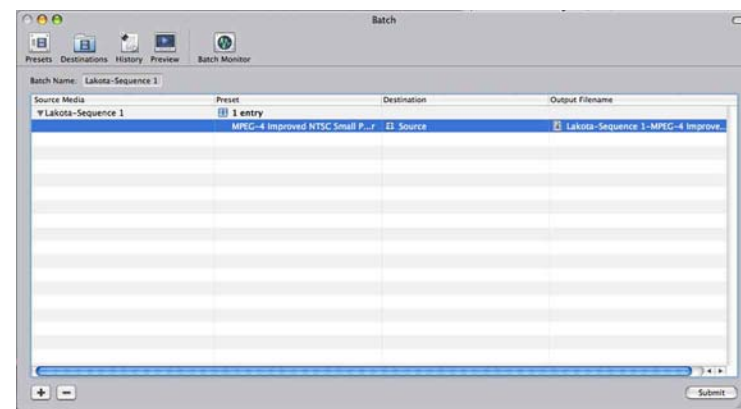 Batch
Presets Destinations History Preview Batch Monitor
Batch Name: Lakota-Sequence 1
Source Media Preset Destination Output Filename
Lakota-Sequence 1 1 entry
MPEG-4 Improved NTSC Small P...r Source Lakota-Sequence 1-MPEG-4 Improve...
+ - Submit